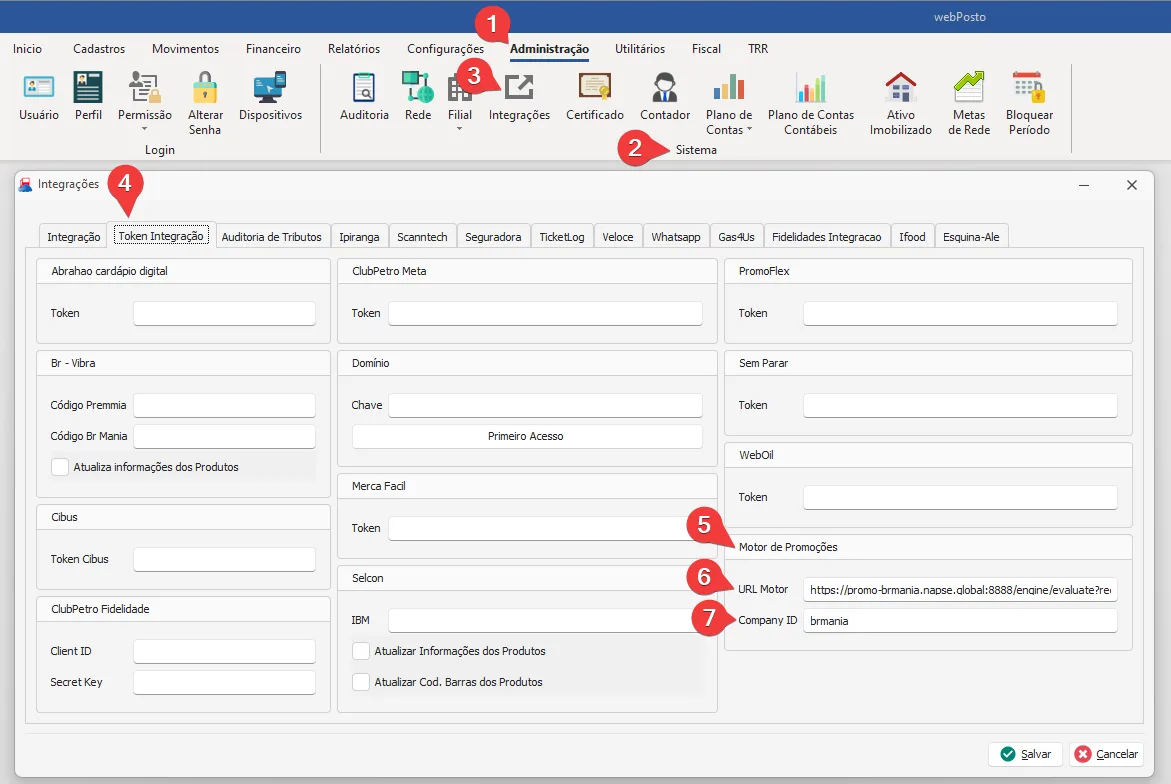 webPosto
1
Inicio Cadastros Movimentos Financeiro Relatórios Configurações Administração Utilitários Fiscal TRR
3
Usuário Perfil Permissão Alterar Senha Dispositivos Auditoria Rede Filial Integrações Certificado Contador Plano de Contas Plano de Contas Contábeis Ativo Imobilizado Metas de Rede Bloquear Período
Login
2
Sistema
Integrações
4
Integração Token Integração Auditoria de Tributos Ipiranga Scanntech Seguradora TicketLog Veloce Whatsapp Gas4Us Fidelidades Integracao Ifood Esquina-Ale
Abrahao cardápio digital
Token
Br - Vibra
Código Premmia
Código Br Mania
Atualiza informações dos Produtos
Cibus
Token Cibus
ClubPetro Fidelidade
Client ID
Secret Key
ClubPetro Meta
Token
Domínio
Chave
Primeiro Acesso
Merca Facil
Token
Selcon
IBM
Atualizar Informações dos Produtos
Atualizar Cod. Barras dos Produtos
PromoFlex
Token
Sem Parar
Token
WebOil
Token
5
Motor de Promoções
6
URL Motor https://promo-brmania.napse.global:8888/engine/evaluate?re
7
Company ID brmania
Salvar Cancelar